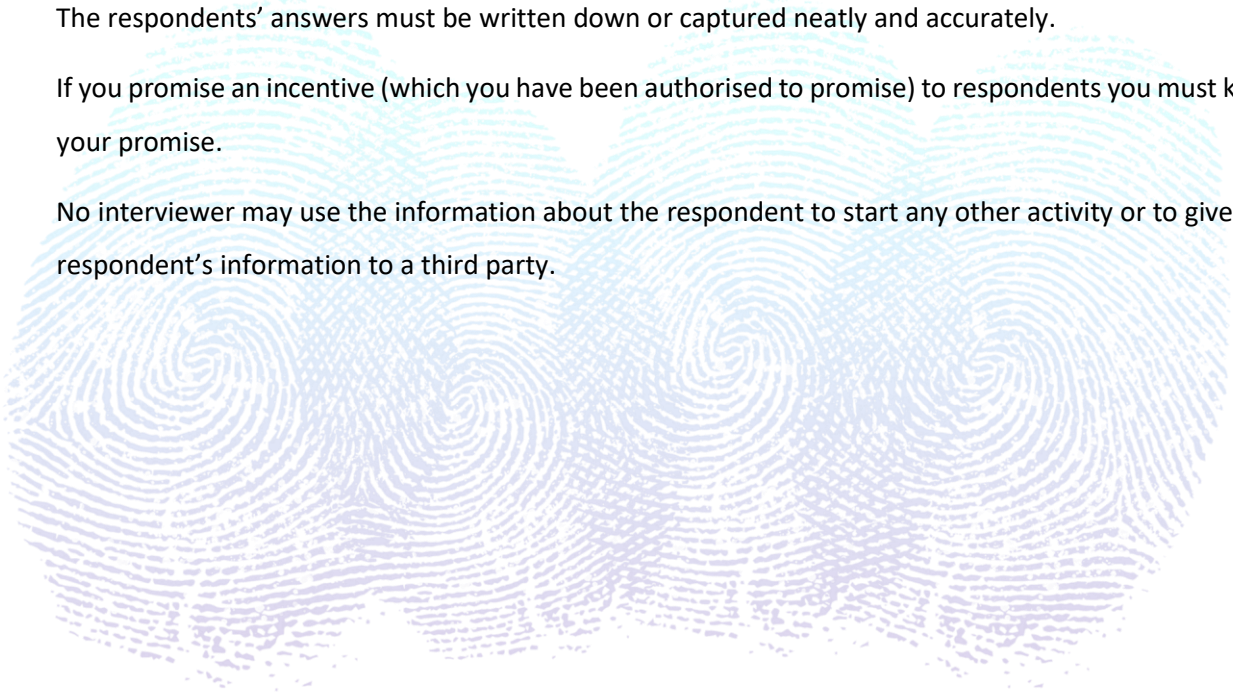 The respondents’ answers must be written down or captured neatly and accurately.
If you promise an incentive (which you have been authorised to promise) to respondents you must k
your promise.
No interviewer may use the information about the respondent to start any other activity or to give
respondent’s information to a third party.